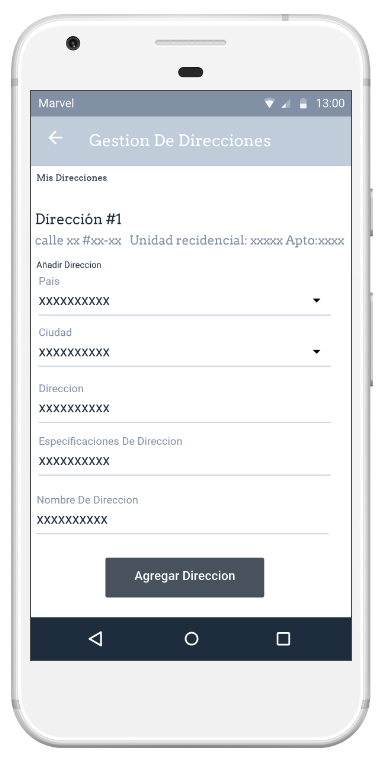 Marvel 13:00
Gestion De Direcciones
Mis Direcciones
Dirección #1
calle xx #xx-xx Unidad recidencial: xxxxx Apto:xxxx
Añadir Direccion
Pais
XXXXXXXXXX
Ciudad
XXXXXXXXXX
Direccion
XXXXXXXXXX
Especificaciones De Direccion
XXXXXXXXXX
Nombre De Direccion
XXXXXXXXXX
Agregar Direccion